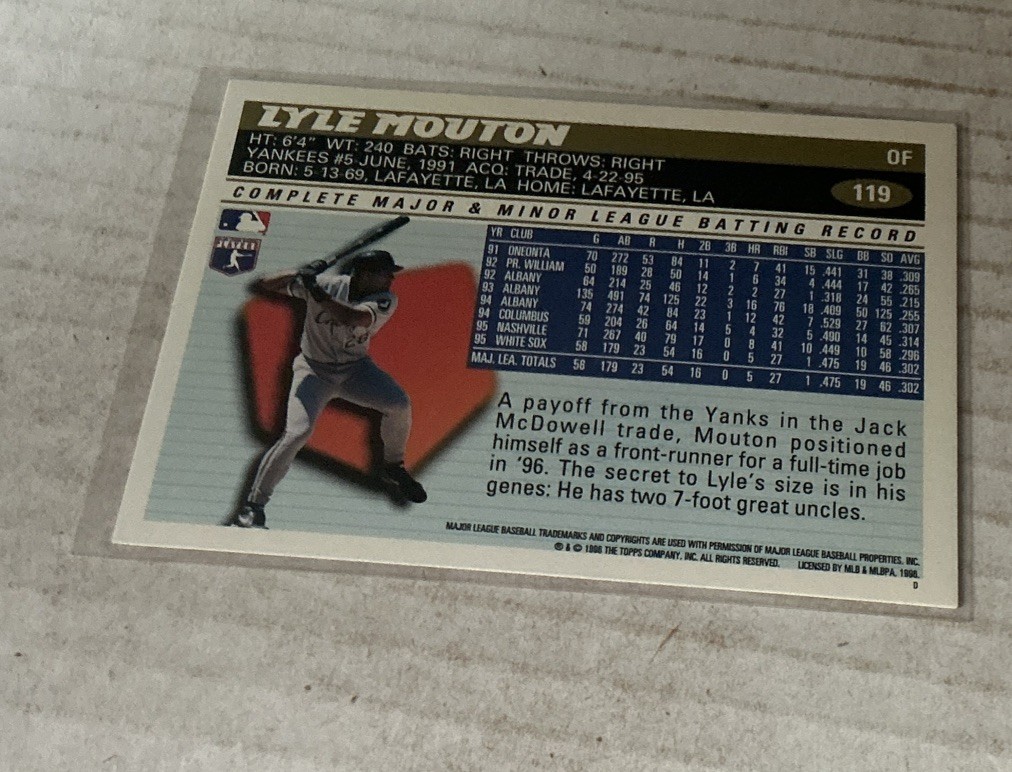 LYLE MOUTON
OF
HT: 6'4" WT: 240 BATS: RIGHT THROWS: RIGHT
YANKEES #5 JUNE, 1991 ACQ: TRADE, 4-22-95
BORN: 5-13-69, LAFAYETTE, LA HOME: LAFAYETTE, LA
119
COMPLETE MAJOR & MINOR LEAGUE BATTING RECORD
YR CLUB G AB R H 2B 3B HR RBI SB SLG BB SO AVG
91 ONEONTA 70 272 53 84 11 2 7 41 15 .441 31 38 .309
92 PR. WILLIAM 50 189 28 50 14 1 6 34 4 .444 17 42 .265
92 ALBANY 64 214 25 46 12 2 2 27 1 .318 24 55 .215
93 ALBANY 135 491 74 125 22 3 16 76 18 .409 50 125 .255
94 ALBANY 74 274 42 84 23 1 12 42 7 .529 27 62 .307
94 COLUMBUS 59 204 26 64 14 5 4 32 5 .490 14 45 .314
95 NASHVILLE 71 267 40 79 17 0 8 41 10 .449 10 58 .296
95 WHITE SOX 58 179 23 54 16 0 5 27 1 .475 19 46 .302
MAJ. LEA. TOTALS 58 179 23 54 16 0 5 27 1 .475 19 46 .302
A payoff from the Yanks in the Jack
McDowell trade, Mouton positioned
himself as a front-runner for a full-time job
in '96. The secret to Lyle's size is in his
genes: He has two 7-foot great uncles.
MAJOR LEAGUE BASEBALL TRADEMARKS AND COPYRIGHTS ARE USED WITH PERMISSION OF MAJOR LEAGUE BASEBALL PROPERTIES, INC.
® & © 1996 THE TOPPS COMPANY, INC. ALL RIGHTS RESERVED. LICENSED BY MLB & MLBPA, 1996.
D